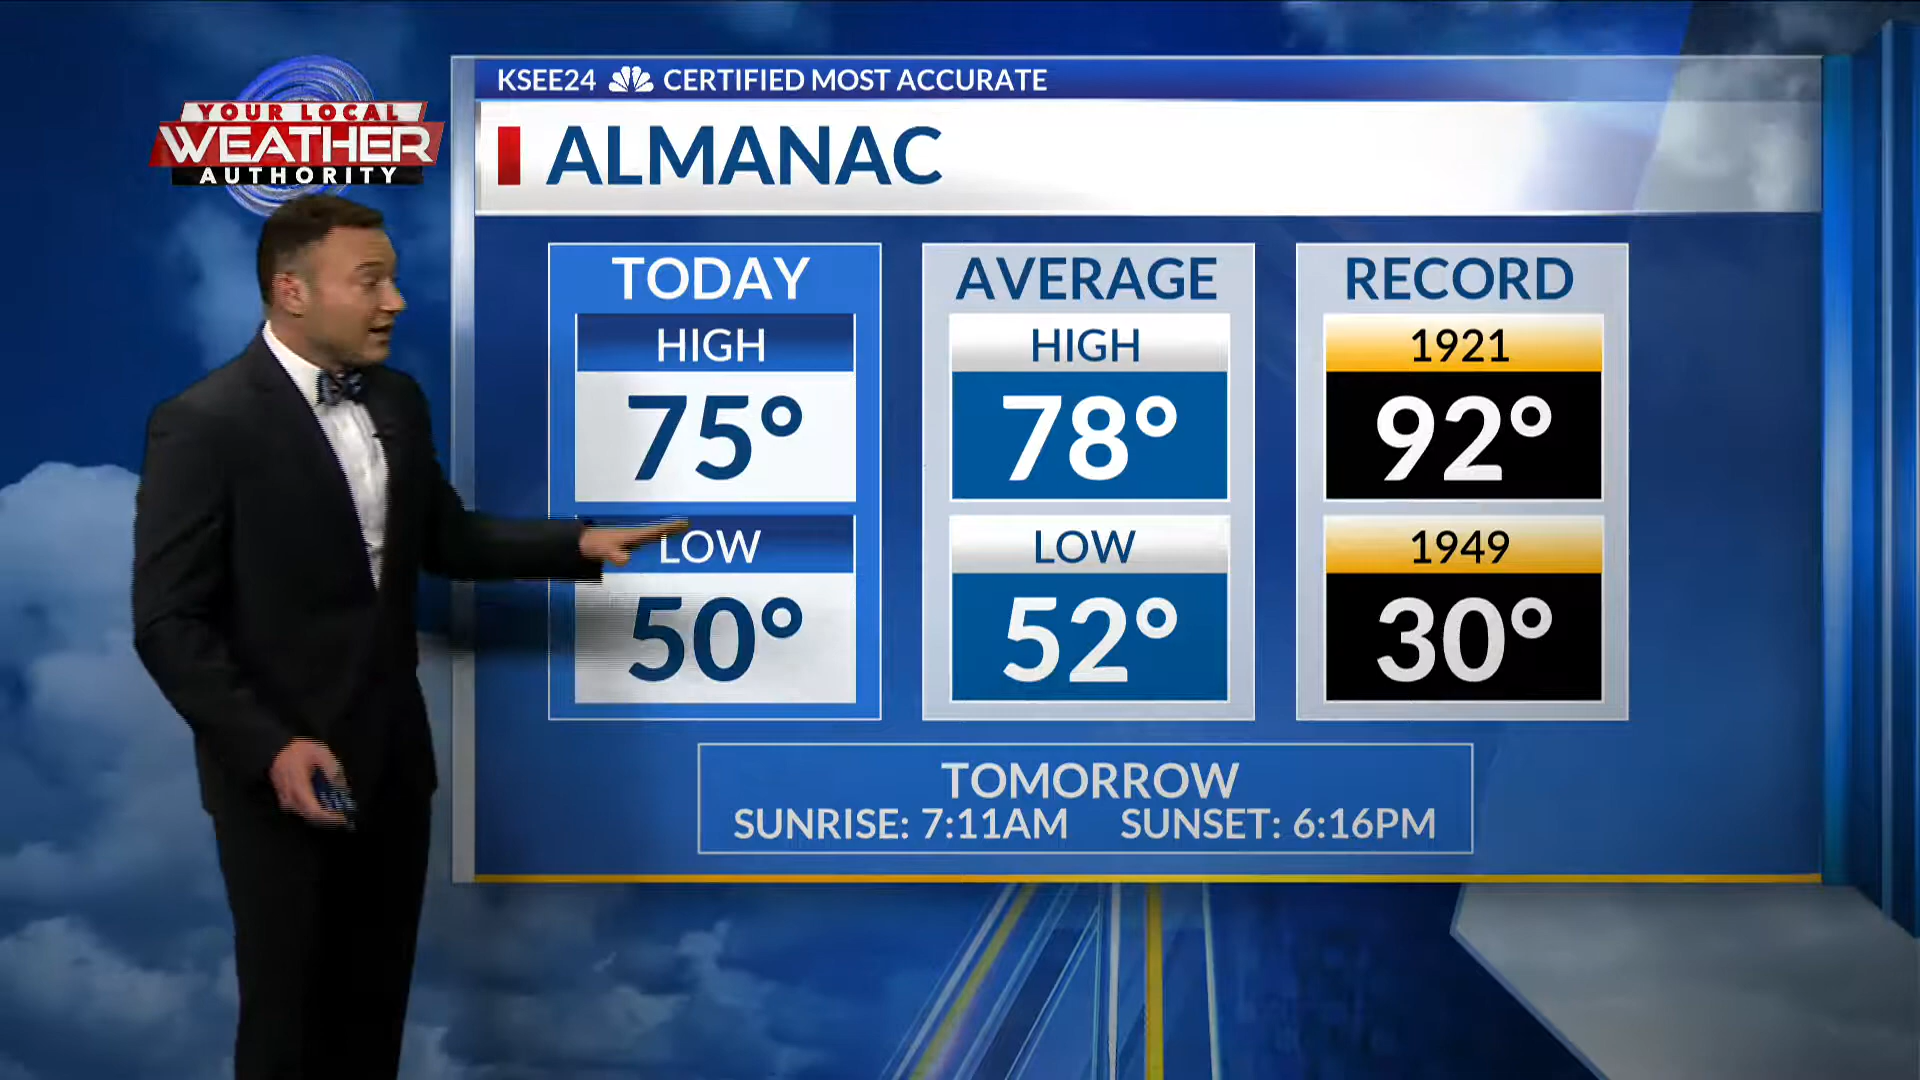 YOUR LOCAL
WEATHER
AUTHORITY
KSEE24 CERTIFIED MOST ACCURATE
ALMANAC
TODAY
HIGH
75°
LOW
50°
AVERAGE
HIGH
78°
LOW
52°
RECORD
1921
92°
1949
30°
TOMORROW
SUNRISE: 7:11AM SUNSET: 6:16PM